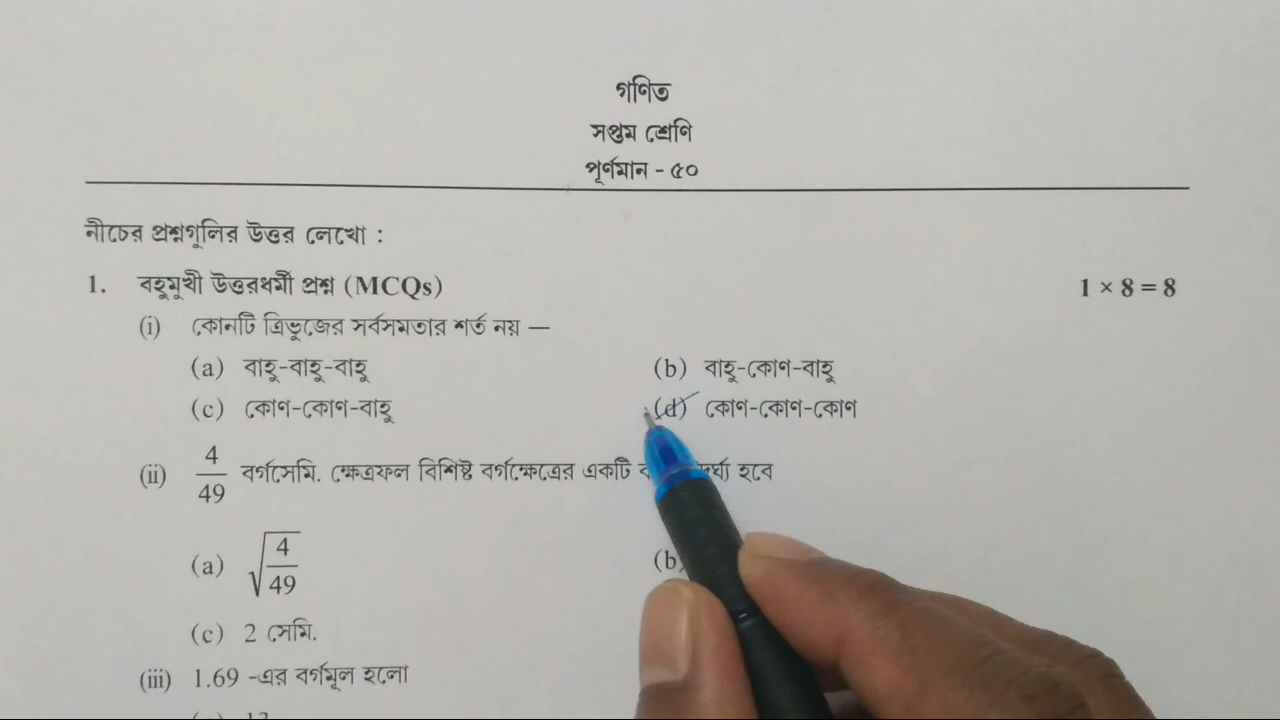 গণিত
সপ্তম শ্রেণি
পূর্ণমান - ৫০
নীচের প্রশ্নগুলির উত্তর লেখো :
1. বহুমুখী উত্তরধর্মী প্রশ্ন (MCQs) 1 × 8 = 8
(i) কোনটি ত্রিভুজের সর্বসমতার শর্ত নয় —
(a) বাহু-বাহু-বাহু (b) বাহু-কোণ-বাহু
(c) কোণ-কোণ-বাহু (d) কোণ-কোণ-কোণ
(ii) 4/49 বর্গসেমি. ক্ষেত্রফল বিশিষ্ট বর্গক্ষেত্রের একটি হবে
(a) √4/49 (b)
(c) 2 সেমি.
(iii) 1.69 -এর বর্গমূল হলো